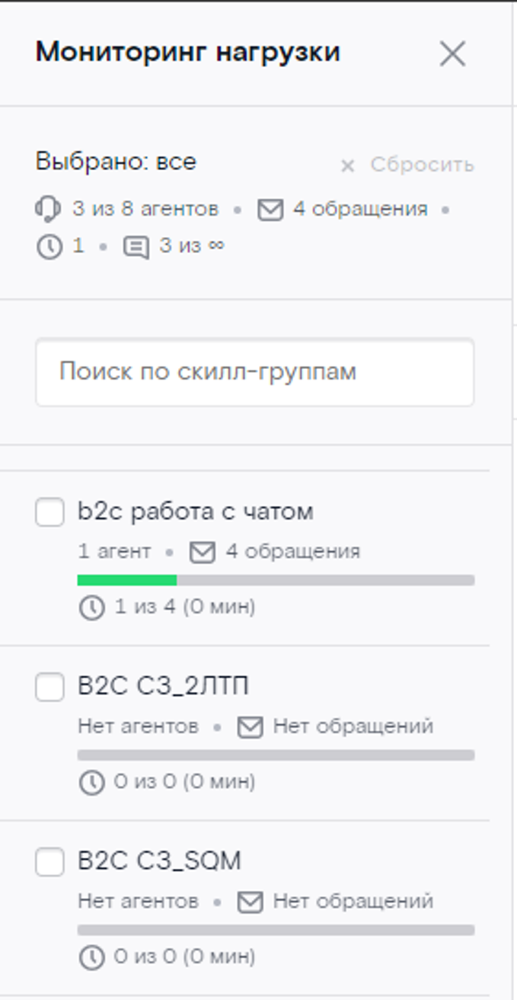 Мониторинг нагрузки
Выбрано: все × Сбросить
3 из 8 агентов • 4 обращения •
1 • 3 из ∞
Поиск по скилл-группам
b2c работа с чатом
1 агент • 4 обращения
1 из 4 (0 мин)
B2C СЗ_2ЛТП
Нет агентов • Нет обращений
0 из 0 (0 мин)
B2C СЗ_SQM
Нет агентов • Нет обращений
0 из 0 (0 мин)